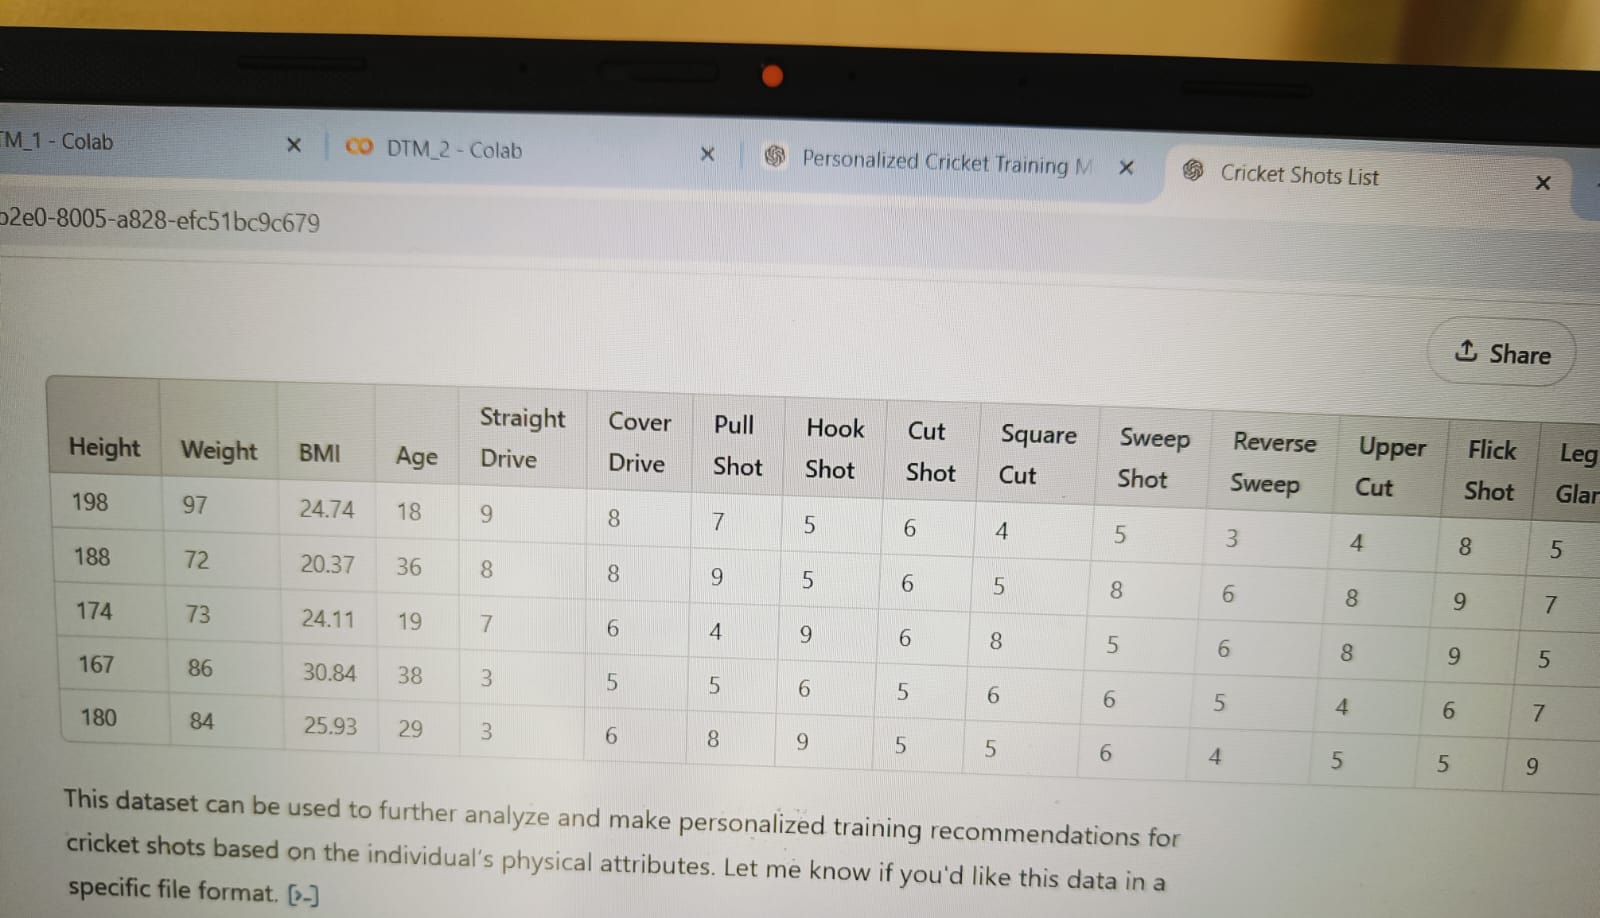 TM_1 - Colab
DTM_2 - Colab
Personalized Cricket Training M
Cricket Shots List
b2e0-8005-a828-efc51bc9c679
Share
Height Weight BMI Age Straight Drive Cover Drive Pull Shot Hook Shot Cut Shot Square Cut Sweep Shot Reverse Sweep Upper Cut Flick Shot Leg Glan
198 97 24.74 18 9 8 7 5 6 4 5 3 4 8 5
188 72 20.37 36 8 8 9 5 6 5 8 6 8 9 7
174 73 24.11 19 7 6 4 9 6 8 5 6 8 9 5
167 86 30.84 38 3 5 5 6 5 6 6 5 4 6 7
180 84 25.93 29 3 6 8 9 5 5 6 4 5 5 9
This dataset can be used to further analyze and make personalized training recommendations for
cricket shots based on the individual's physical attributes. Let me know if you'd like this data in a
specific file format. [>-]